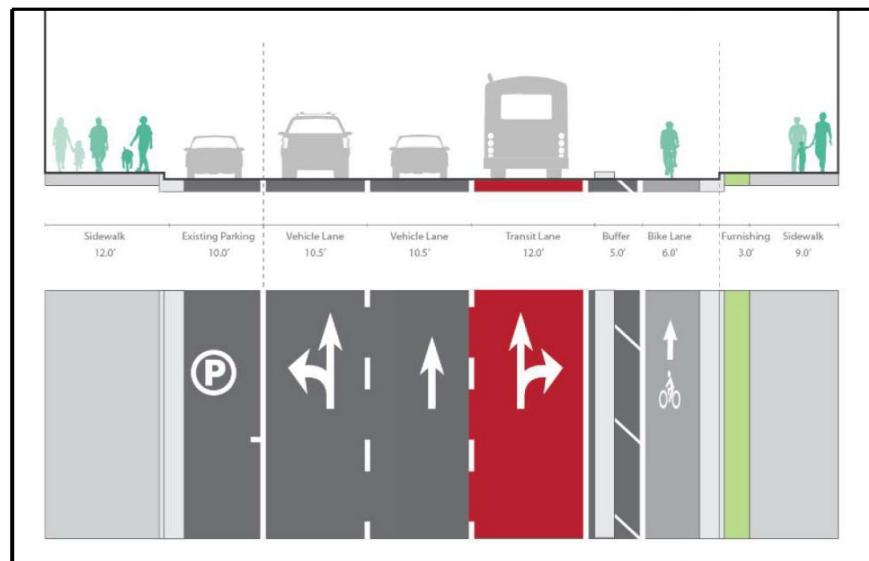 Sidewalk Existing Parking Vehicle Lane Vehicle Lane Transit Lane Buffer Bike Lane Furnishing Sidewalk
12.0' 10.0' 10.5' 10.5' 12.0' 5.0' 6.0' 3.0' 9.0'
P